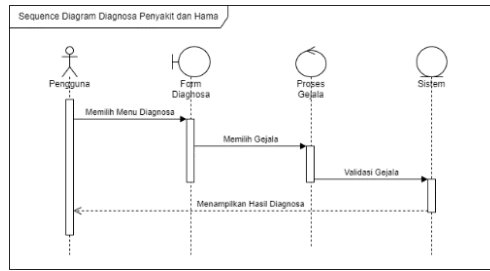 Sequence Diagram Diagnosa Penyakit dan Hama
Pengguna
Form
Diagnosa
Proses
Gejala
Sistem
Memilih Menu Diagnosa
Memilih Gejala
Validasi Gejala
Menampilkan Hasil Diagnosa